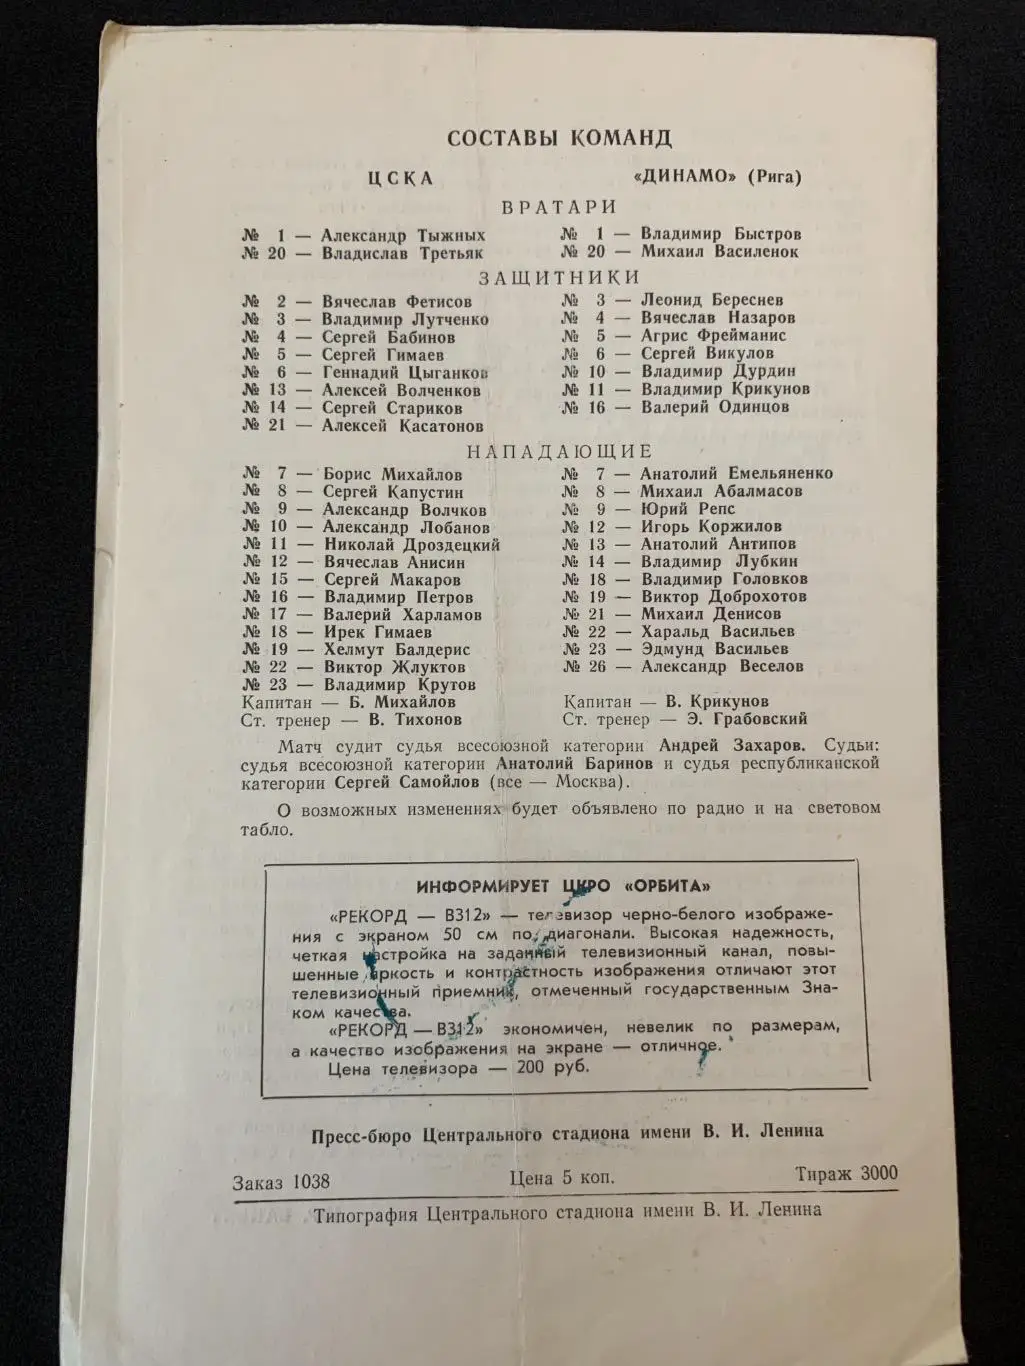 СОСТАВЫ КОМАНД
ЦСКА «ДИНАМО» (Рига)
ВРАТАРИ
№ 1 — Александр Тыжных № 1 — Владимир Быстров
№ 20 — Владислав Третьяк № 20 — Михаил Василенок
ЗАЩИТНИКИ
№ 2 — Вячеслав Фетисов № 3 — Леонид Береснев
№ 3 — Владимир Лутченко № 4 — Вячеслав Назаров
№ 4 — Сергей Бабинов № 5 — Агрис Фрейманис
№ 5 — Сергей Гимаев № 6 — Сергей Викулов
№ 6 — Геннадий Цыганков № 10 — Владимир Дурдин
№ 13 — Алексей Волченков № 11 — Владимир Крикунов
№ 14 — Сергей Стариков № 16 — Валерий Одинцов
№ 21 — Алексей Касатонов
НАПАДАЮЩИЕ
№ 7 — Борис Михайлов № 7 — Анатолий Емельяненко
№ 8 — Сергей Капустин № 8 — Михаил Абалмасов
№ 9 — Александр Волчков № 9 — Юрий Репс
№ 10 — Александр Лобанов № 12 — Игорь Коржилов
№ 11 — Николай Дроздецкий № 13 — Анатолий Антипов
№ 12 — Вячеслав Анисин № 14 — Владимир Лубкин
№ 15 — Сергей Макаров № 18 — Владимир Головков
№ 16 — Владимир Петров № 19 — Виктор Доброхотов
№ 17 — Валерий Харламов № 21 — Михаил Денисов
№ 18 — Ирек Гимаев № 22 — Харальд Васильев
№ 19 — Хелмут Балдерис № 23 — Эдмунд Васильев
№ 22 — Виктор Жлуктов № 26 — Александр Веселов
№ 23 — Владимир Крутов
Капитан — Б. Михайлов Капитан — В. Крикунов
Ст. тренер — В. Тихонов Ст. тренер — Э. Грабовский
Матч судит судья всесоюзной категории Андрей Захаров. Судьи:
судья всесоюзной категории Анатолий Баринов и судья республиканской
категории Сергей Самойлов (все — Москва).
О возможных изменениях будет объявлено по радио и на световом
табло.
ИНФОРМИРУЕТ ЦКРО «ОРБИТА»
«РЕКОРД — В312» — телевизор черно-белого изображе-
ния с экраном 50 см по диагонали. Высокая надежность,
четкая настройка на заданный телевизионный канал, повы-
шенные яркость и контрастность изображения отличают этот
телевизионный приемник, отмеченный государственным Зна-
ком качества.
«РЕКОРД — В312» экономичен, невелик по размерам,
а качество изображения на экране — отличное.
Цена телевизора — 200 руб.
Пресс-бюро Центрального стадиона имени В. И. Ленина
Заказ 1038 Цена 5 коп. Тираж 3000
Типография Центрального стадиона имени В. И. Ленина